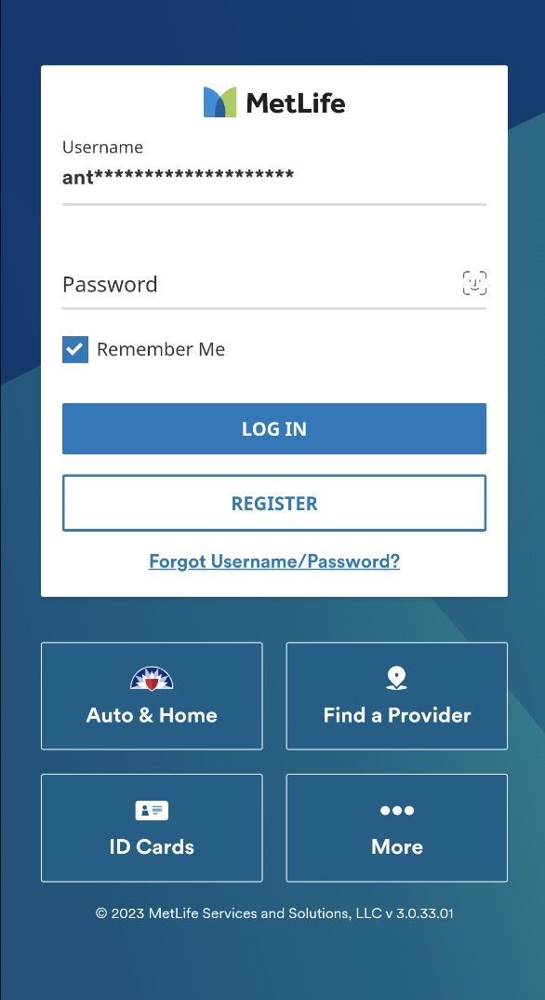 MetLife
Username
ant********************
Password
Remember Me
LOG IN
REGISTER
Forgot Username/Password?
Auto & Home
Find a Provider
ID Cards
More
© 2023 MetLife Services and Solutions, LLC v 3.0.33.01